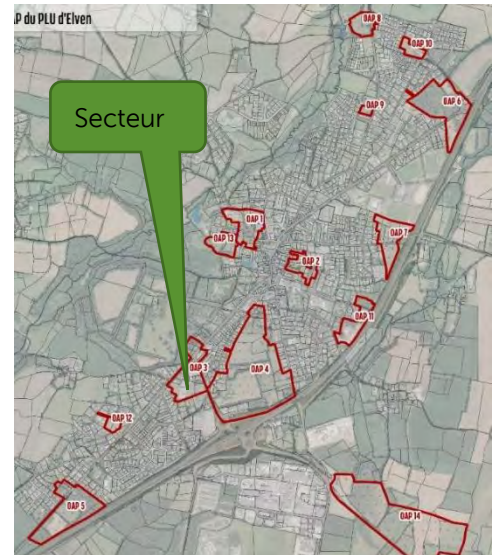 P du PLU d'Elven
OAP 8
OAP 10
OAP 6
OAP 9
Secteur
OAP 1
OAP 13
OAP 7
OAP 2
OAP 11
OAP 3
OAP 4
OAP 12
OAP 5
OAP 14